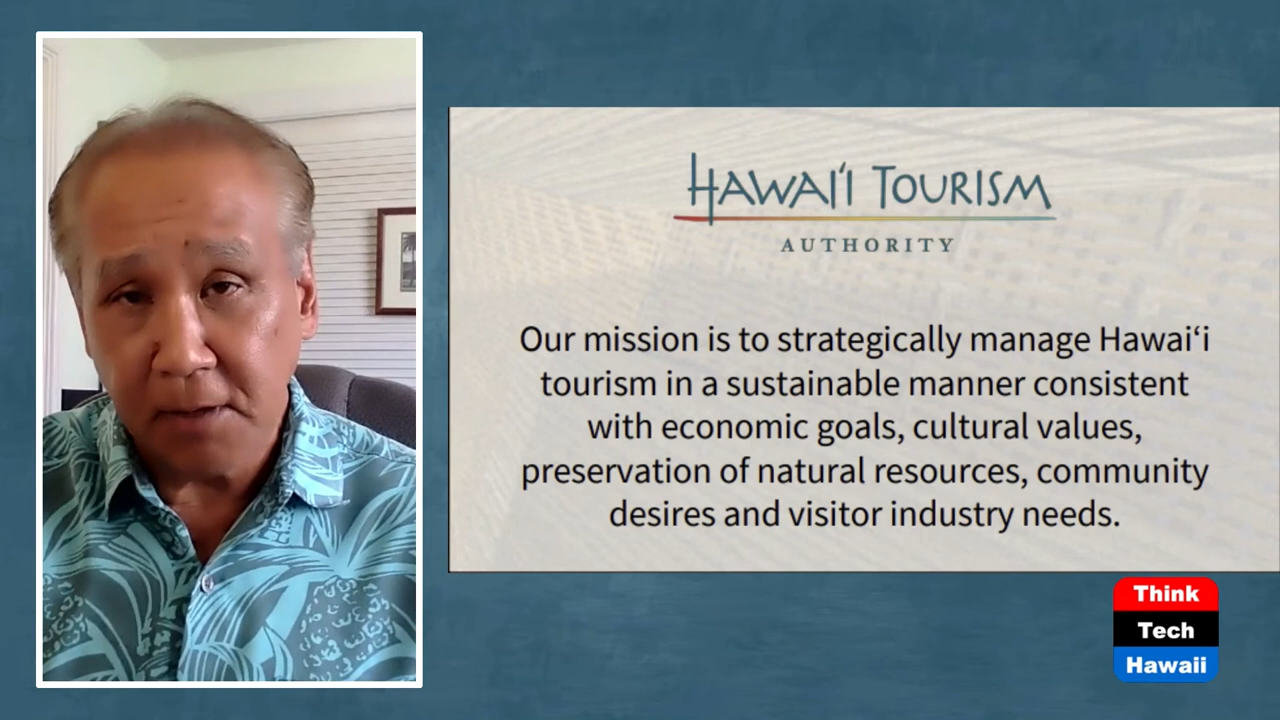 HAWAIʻI TOURISM
AUTHORITY
Our mission is to strategically manage Hawaiʻi
tourism in a sustainable manner consistent
with economic goals, cultural values,
preservation of natural resources, community
desires and visitor industry needs.
Think
Tech
Hawaii